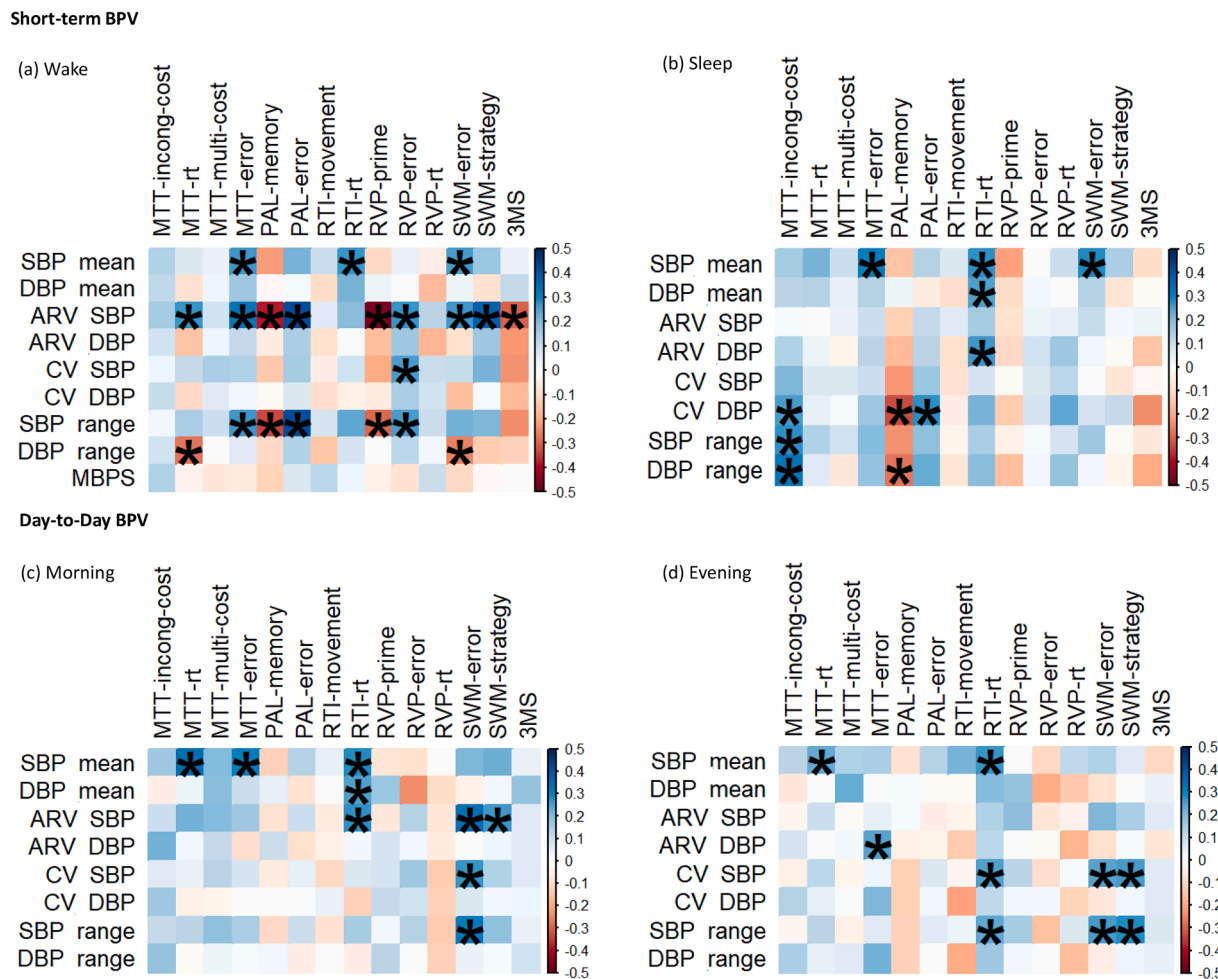 Short-term BPV
(a) Wake
MTT-incong-cost
MTT-rt
MTT-multi-cost
MTT-error
PAL-memory
PAL-error
RTI-movement
RTI-rt
RVP-prime
RVP-error
RVP-rt
SWM-error
SWM-strategy
3MS
SBP mean
DBP mean
ARV SBP
ARV DBP
CV SBP
CV DBP
SBP range
DBP range
MBPS
0.5
0.4
0.3
0.2
0.1
0
-0.1
-0.2
-0.3
-0.4
-0.5
(b) Sleep
MTT-incong-cost
MTT-rt
MTT-multi-cost
MTT-error
PAL-memory
PAL-error
RTI-movement
RTI-rt
RVP-prime
RVP-error
RVP-rt
SWM-error
SWM-strategy
3MS
SBP mean
DBP mean
ARV SBP
ARV DBP
CV SBP
CV DBP
SBP range
DBP range
0.5
0.4
0.3
0.2
0.1
0
-0.1
-0.2
-0.3
-0.4
-0.5
Day-to-Day BPV
(c) Morning
MTT-incong-cost
MTT-rt
MTT-multi-cost
MTT-error
PAL-memory
PAL-error
RTI-movement
RTI-rt
RVP-prime
RVP-error
RVP-rt
SWM-error
SWM-strategy
3MS
SBP mean
DBP mean
ARV SBP
ARV DBP
CV SBP
CV DBP
SBP range
DBP range
0.5
0.4
0.3
0.2
0.1
0
-0.1
-0.2
-0.3
-0.4
-0.5
(d) Evening
MTT-incong-cost
MTT-rt
MTT-multi-cost
MTT-error
PAL-memory
PAL-error
RTI-movement
RTI-rt
RVP-prime
RVP-error
RVP-rt
SWM-error
SWM-strategy
3MS
SBP mean
DBP mean
ARV SBP
ARV DBP
CV SBP
CV DBP
SBP range
DBP range
0.5
0.4
0.3
0.2
0.1
0
-0.1
-0.2
-0.3
-0.4
-0.5